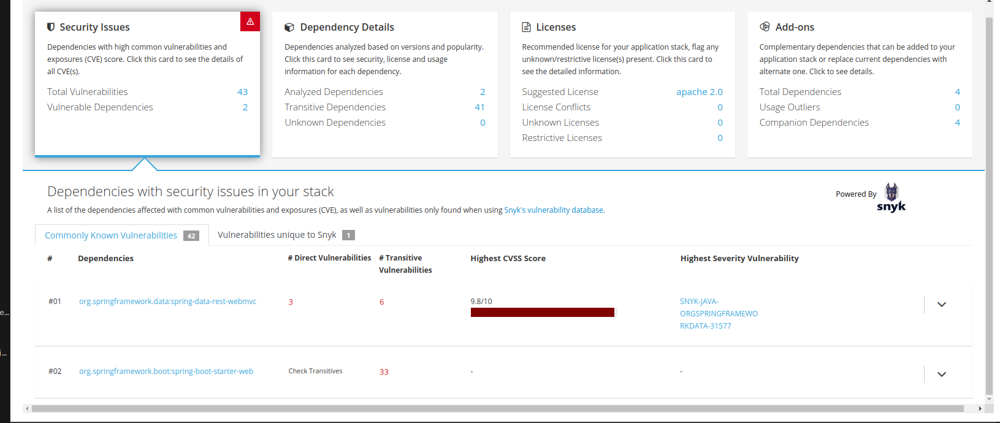 Security Issues
Dependencies with high common vulnerabilities and
exposures (CVE) score. Click this card to see the details of
all CVE(s).
Total Vulnerabilities 43
Vulnerable Dependencies 2
Dependency Details
Dependencies analyzed based on versions and popularity.
Click this card to see security, license and usage
information for each dependency.
Analyzed Dependencies 2
Transitive Dependencies 41
Unknown Dependencies 0
Licenses
Recommended license for your application stack, flag any
unknown/restrictive license(s) present. Click this card to
see the detailed information.
Suggested License apache 2.0
License Conflicts 0
Unknown Licenses 0
Restrictive Licenses 0
Add-ons
Complementary dependencies that can be added to your
application stack or replace current dependencies with
alternate one. Click to see details.
Total Dependencies 4
Usage Outliers 0
Companion Dependencies 4
Dependencies with security issues in your stack
A list of the dependencies affected with common vulnerabilities and exposures (CVE), as well as vulnerabilities only found when using Snyk's vulnerability database.
Powered By snyk
Commonly Known Vulnerabilities 42 Vulnerabilities unique to Snyk 1
# Dependencies # Direct Vulnerabilities # Transitive Highest CVSS Score Highest Severity Vulnerability
Vulnerabilities
#01 org.springframework.data:spring-data-rest-webmvc 3 6 9.8/10 SNYK-JAVA-
ORGSPRINGFRAMEWO
RKDATA-31577
#02 org.springframework.boot:spring-boot-starter-web Check Transitives 33 - -